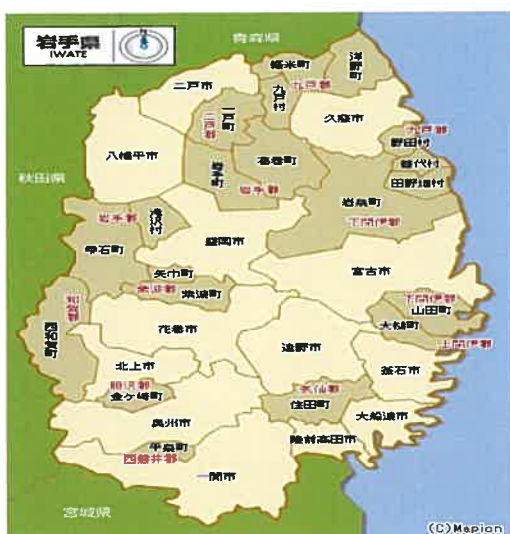 岩手県
IWATE
青森県
軽米町
洋野町
九戸郡
二戸市
九戸村
一戸町
二戸郡
久慈市
九戸郡
野田村
普代村
田野畑村
八幡平市
葛巻町
岩手町
岩手郡
岩泉町
下閉伊郡
秋田県
岩手郡
滝沢村
雫石町
盛岡市
宮古市
矢巾町
紫波郡
紫波町
和賀郡
西和賀町
下閉伊郡
山田町
大槌町
上閉伊郡
花巻市
遠野市
釜石市
北上市
胆沢郡
金ヶ崎町
気仙郡
住田町
大船渡市
奥州市
陸前高田市
平泉町
西磐井郡
一関市
宮城県
(C)Mapion